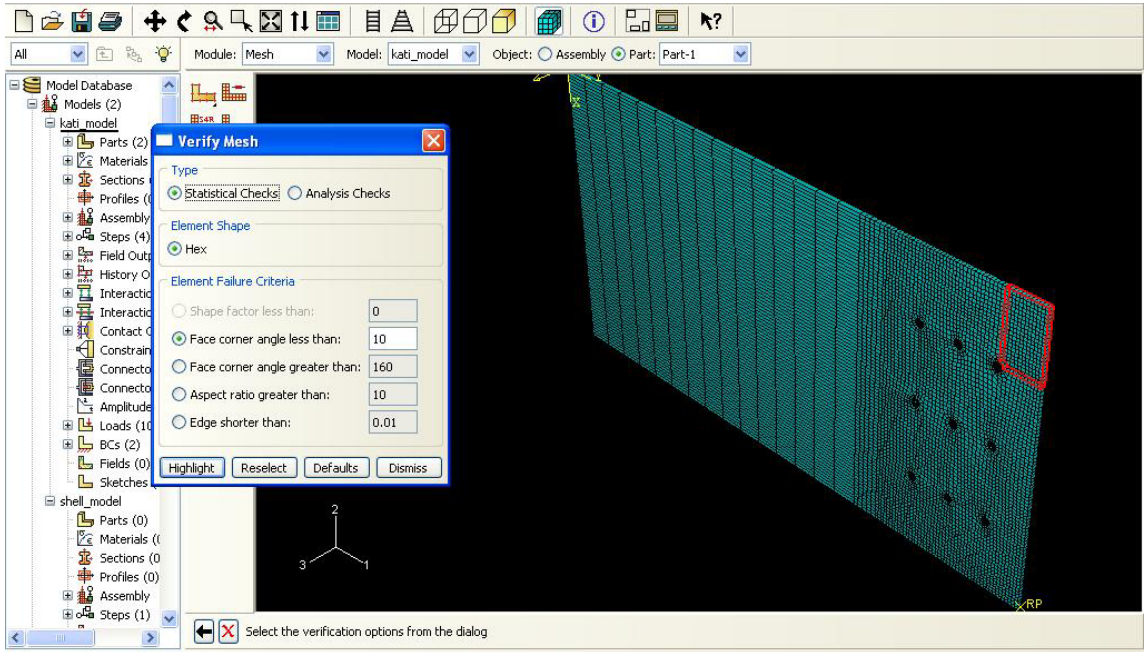 All
Module: Mesh Model: kati_model Object: Assembly Part: Part-1
Model Database
Models (2)
kati_model
Parts (2)
Materials
Sections
Profiles
Assembly
Steps (4)
Field Outp
History O
Interactio
Interactio
Contact C
Constrain
Connecto
Connecto
Amplitude
Loads (10
BCs (2)
Fields (0)
Sketches
shell_model
Parts (0)
Materials (0
Sections (0
Profiles (0)
Assembly
Steps (1)
S4R
Verify Mesh
Type
Statistical Checks Analysis Checks
Element Shape
Hex
Element Failure Criteria
Shape factor less than: 0
Face corner angle less than: 10
Face corner angle greater than: 160
Aspect ratio greater than: 10
Edge shorter than: 0.01
Highlight Reselect Defaults Dismiss
X
2
3 1
RP
Select the verification options from the dialog